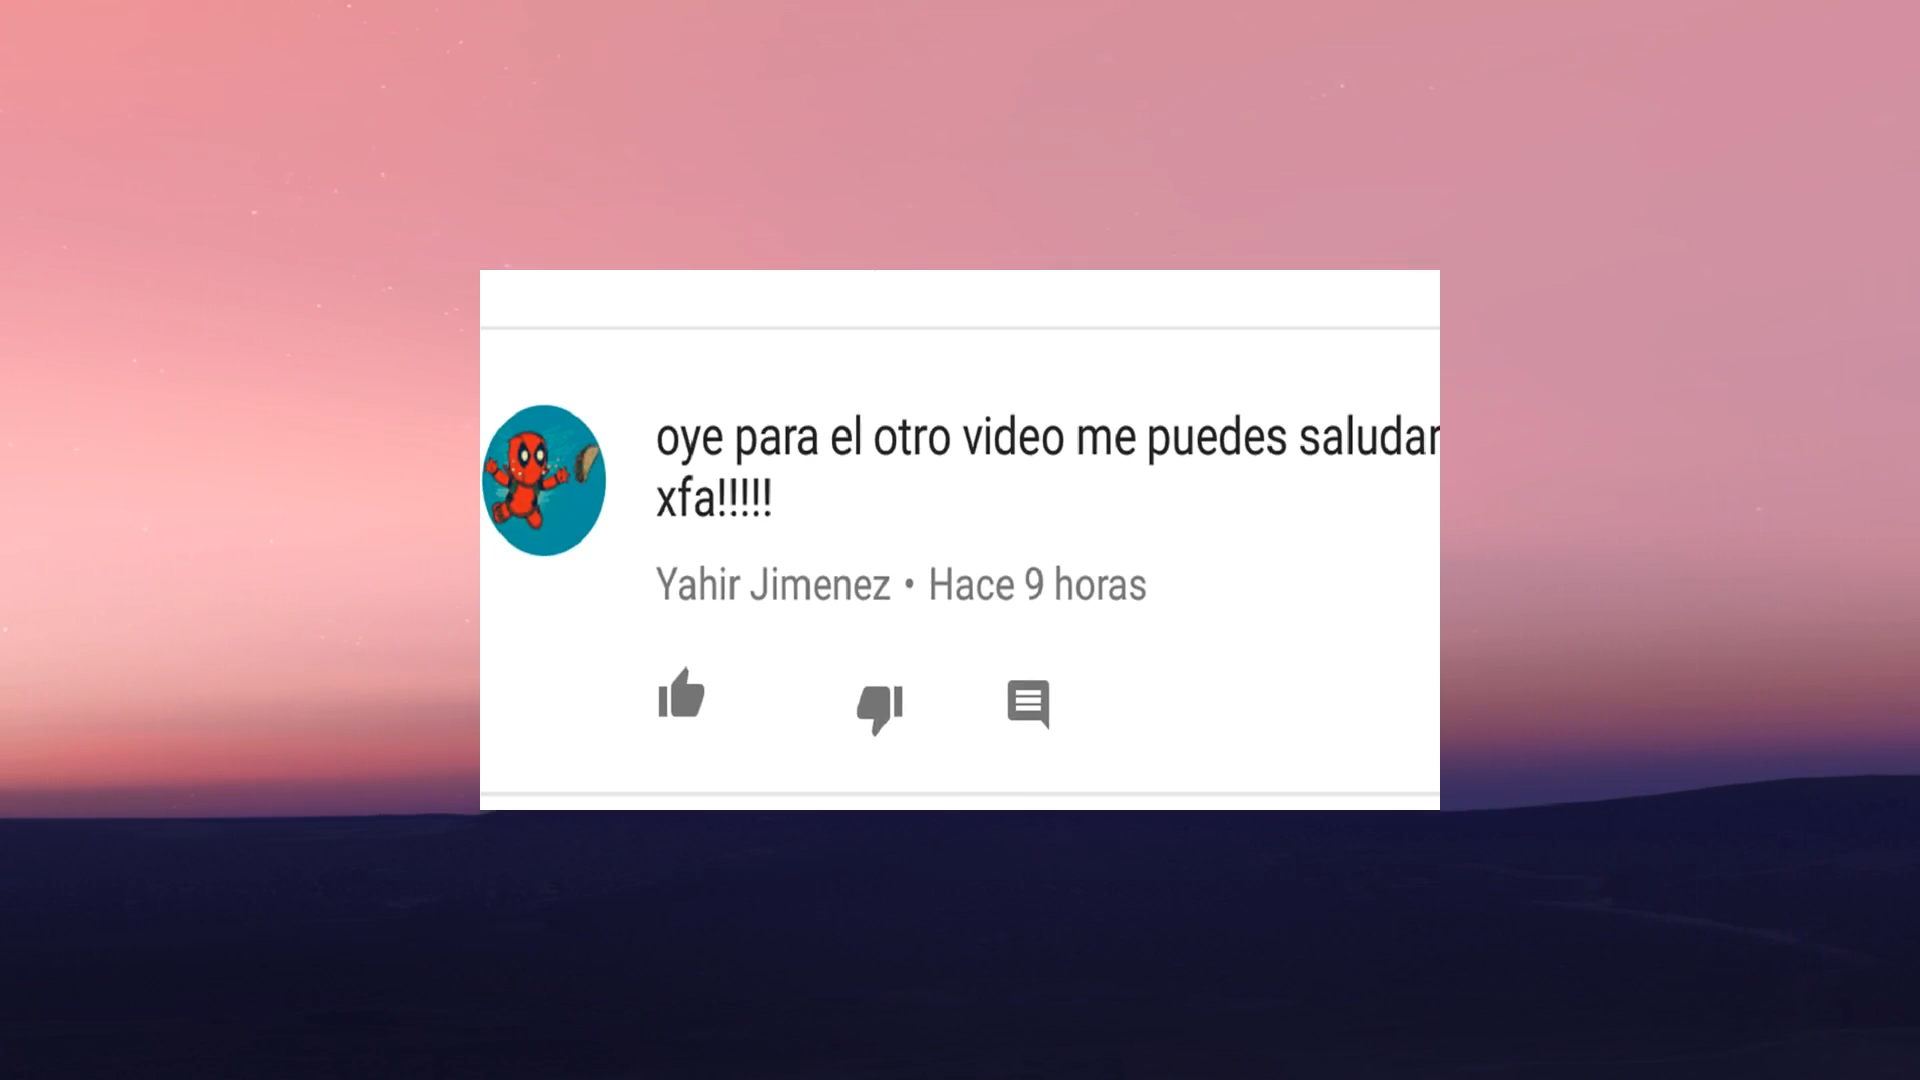 oye para el otro video me puedes saludar
xfa!!!!!
Yahir Jimenez • Hace 9 horas